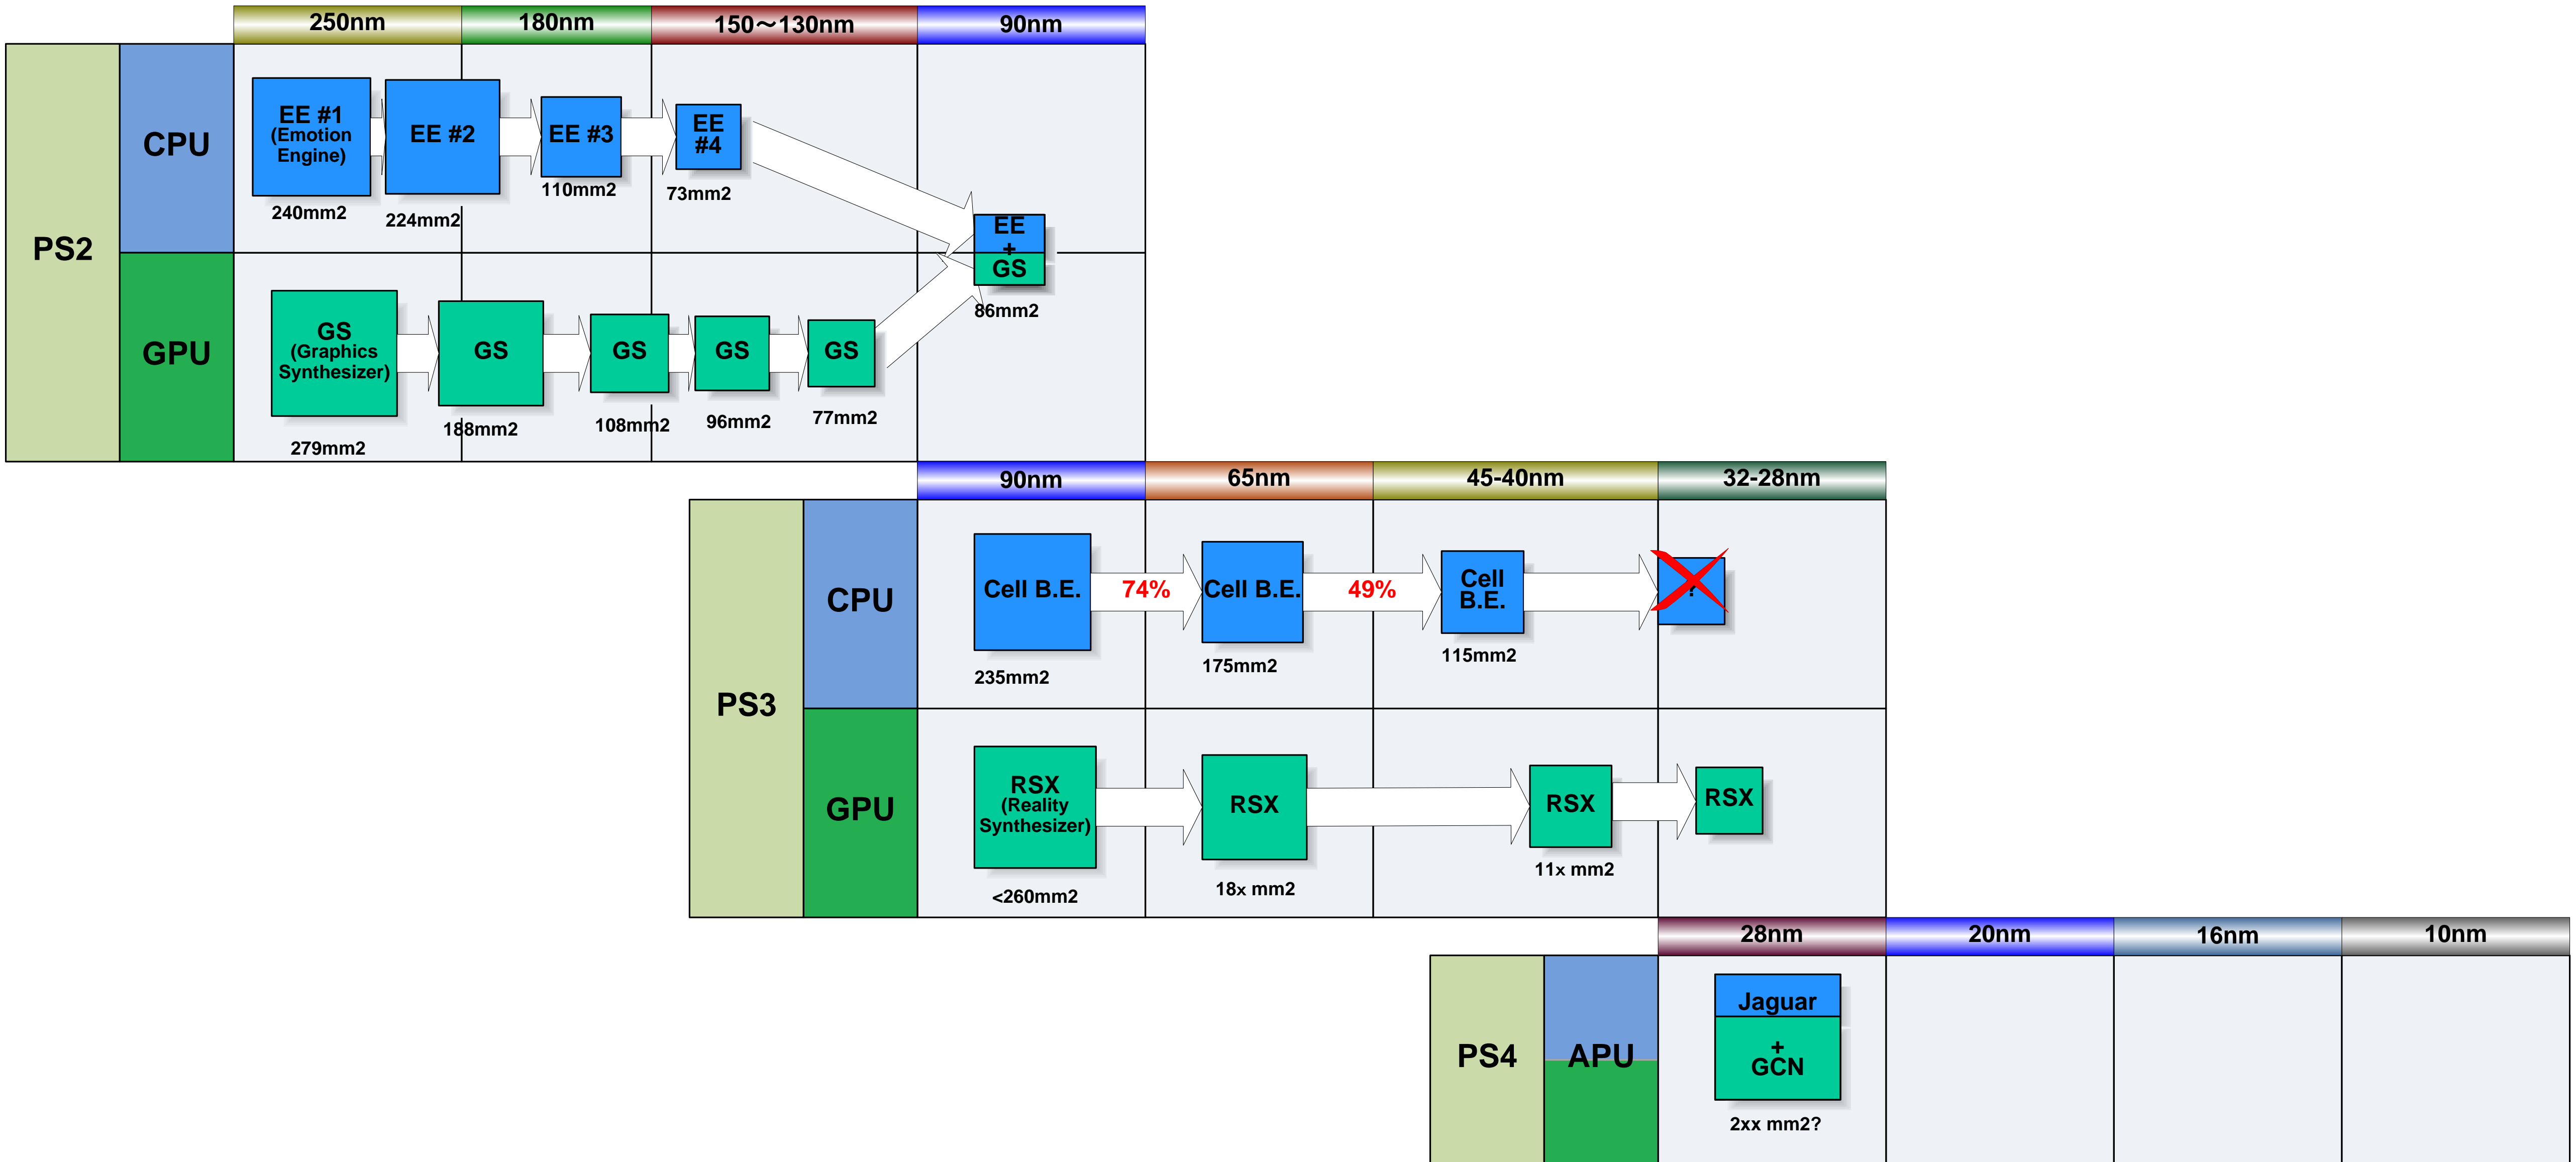 250nm
180nm
150～130nm
90nm
PS2
CPU
EE #1
(Emotion
Engine)
240mm2
EE #2
224mm2
EE #3
110mm2
EE
#4
73mm2
EE
+
GS
86mm2
GPU
GS
(Graphics
Synthesizer)
279mm2
GS
188mm2
GS
108mm2
GS
96mm2
GS
77mm2
90nm
65nm
45-40nm
32-28nm
PS3
CPU
Cell B.E.
235mm2
74%
Cell B.E.
175mm2
49%
Cell
B.E.
115mm2
?
GPU
RSX
(Reality
Synthesizer)
<260mm2
RSX
18x mm2
RSX
11x mm2
RSX
28nm
20nm
16nm
10nm
PS4
APU
Jaguar
+
GCN
2xx mm2?